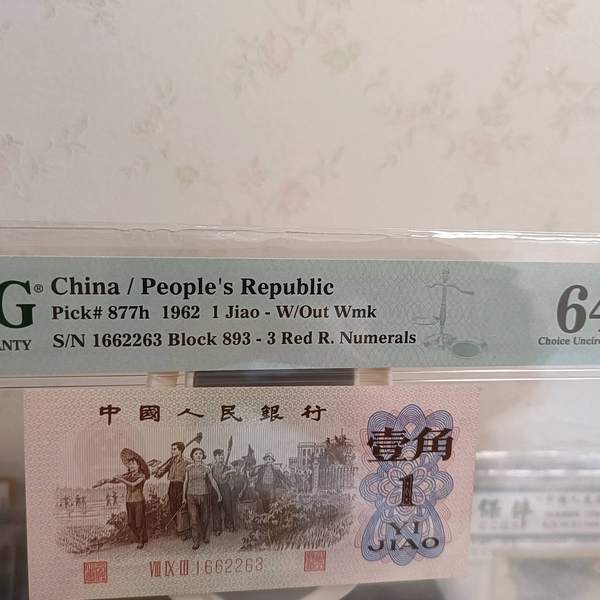 G® China / People's Republic
Pick# 877h 1962 1 Jiao - W/Out Wmk 64
ANTY S/N 1662263 Block 893 - 3 Red R. Numerals Choice Uncirc
中國人民銀行
壹角
1
YI
JIAO
VIII IX III 1662263